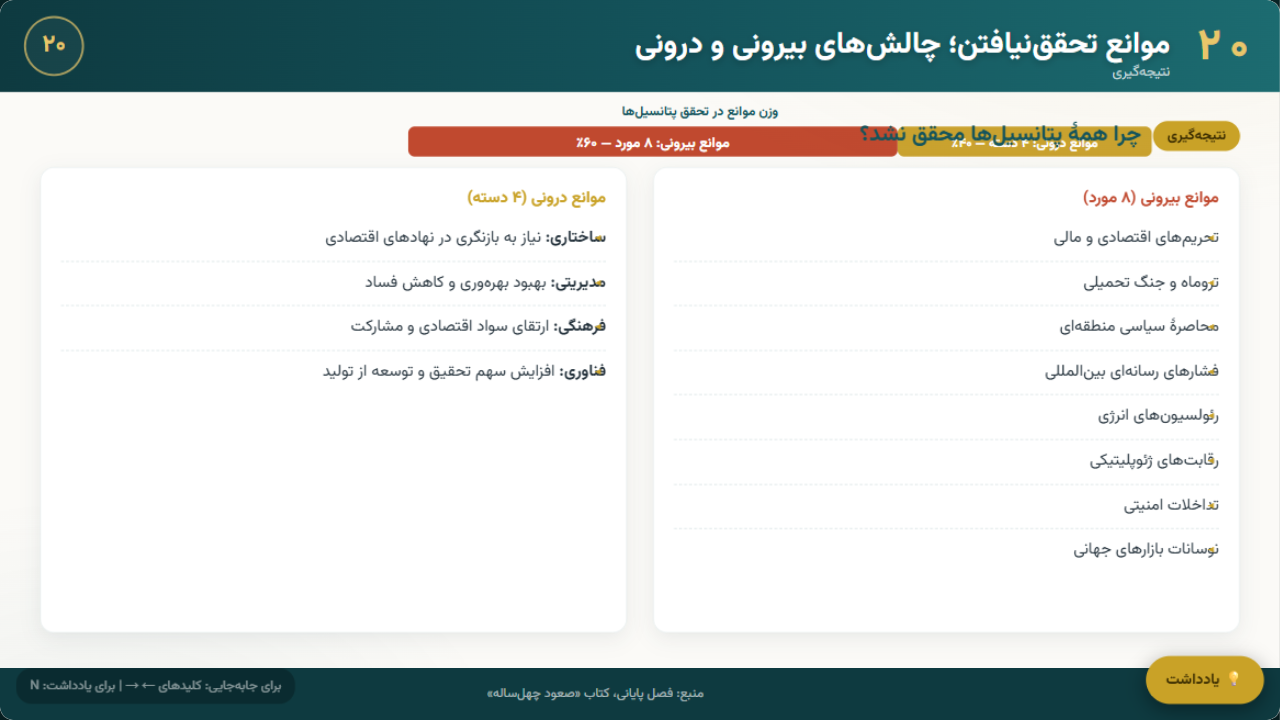 ۲۰
موانع تحقق‌نیافتن؛ چالش‌های بیرونی و درونی
نتیجه‌گیری
۲۰
وزن موانع در تحقق پتانسیل‌ها
نتیجه‌گیری
چرا همهٔ پتانسیل‌ها محقق نشد؟
موانع درونی: ۴ دسته — ۴۰٪
موانع بیرونی: ۸ مورد — ۶۰٪
موانع بیرونی (۸ مورد)
تحریم‌های اقتصادی و مالی
تروماه و جنگ تحمیلی
محاصرهٔ سیاسی منطقه‌ای
فشارهای رسانه‌ای بین‌المللی
رئولسیون‌های انرژی
رقابت‌های ژئوپلیتیکی
تداخلات امنیتی
نوسانات بازارهای جهانی
موانع درونی (۴ دسته)
ساختاری: نیاز به بازنگری در نهادهای اقتصادی
مدیریتی: بهبود بهره‌وری و کاهش فساد
فرهنگی: ارتقای سواد اقتصادی و مشارکت
فناوری: افزایش سهم تحقیق و توسعه از تولید
یادداشت
منبع: فصل پایانی، کتاب «صعود چهل‌ساله»
برای جابه‌جایی: کلیدهای ← → | برای یادداشت: N